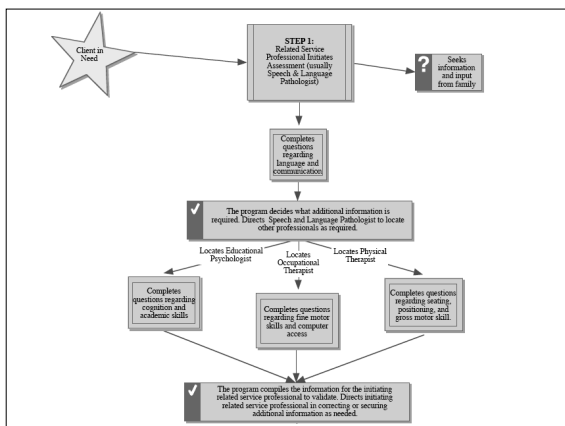 Client in
Need
STEP 1:
Related Service
Professional Initiates
Assessment (usually
Speech & Language
Pathologist)
?
Seeks
information
and input
from family
Completes
questions
regarding
language and
communication
The program decides what additional information is
required. Directs Speech and Language Pathologist to locate
other professionals as required.
Locates Educational
Psychologist
Locates
Occupational
Therapist
Locates Physical
Therapist
Completes
questions regarding
cognition and
academic skills
Completes questions
regarding fine motor
skills and computer
access
Completes questions
regarding seating,
positioning, and
gross motor skill.
The program compiles the information for the initiating
related service professional to validate. Directs initiating
related service professional in correcting or securing
additional information as needed.